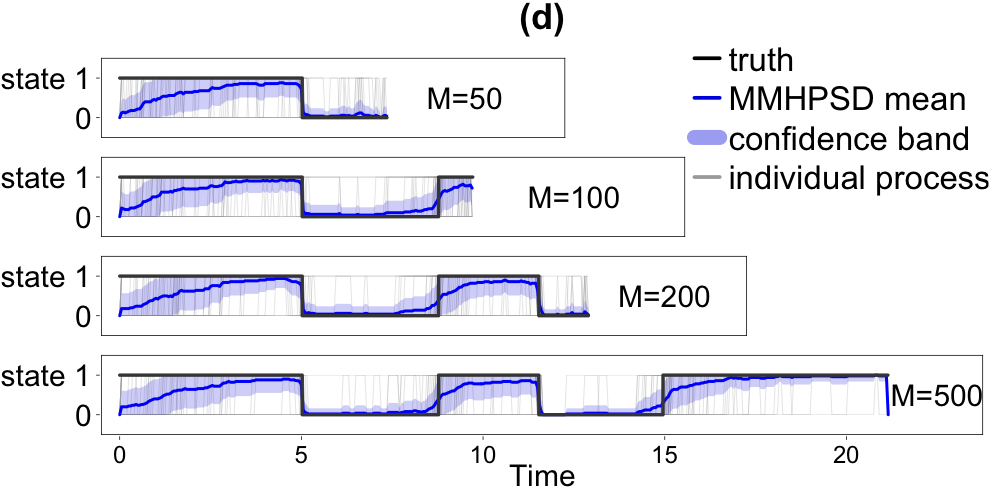 (d)
state 1
0
M=50
truth
MMHPSD mean
confidence band
individual process
state 1
0
M=100
state 1
0
M=200
state 1
0
M=500
0 5 10 15 20
Time